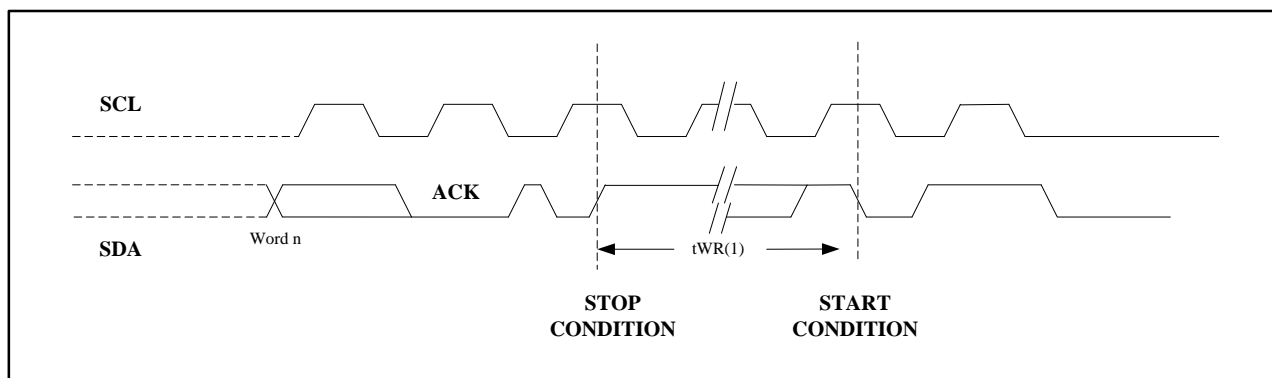 SCL
ACK
SDA
Word n
tWR(1)
STOP
CONDITION
START
CONDITION